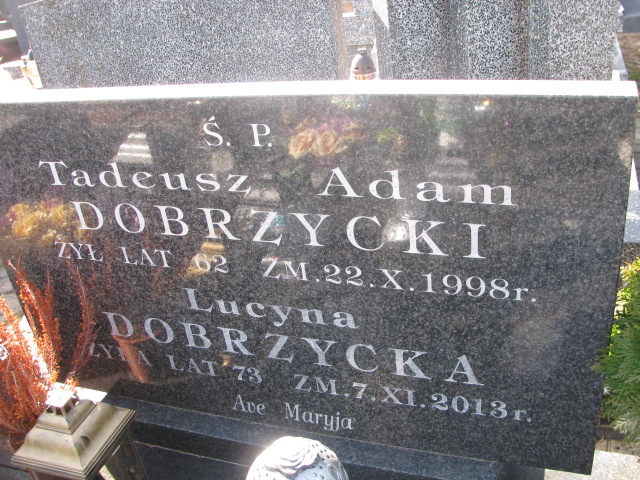 Ś. P.
Tadeusz Adam
DOBRZYCKI
ŻYŁ LAT 62 ZM.22.X.1998r.
Lucyna
DOBRZYCKA
ŻYŁA LAT 73 ZM.7.XI.2013r.
Ave Maryja